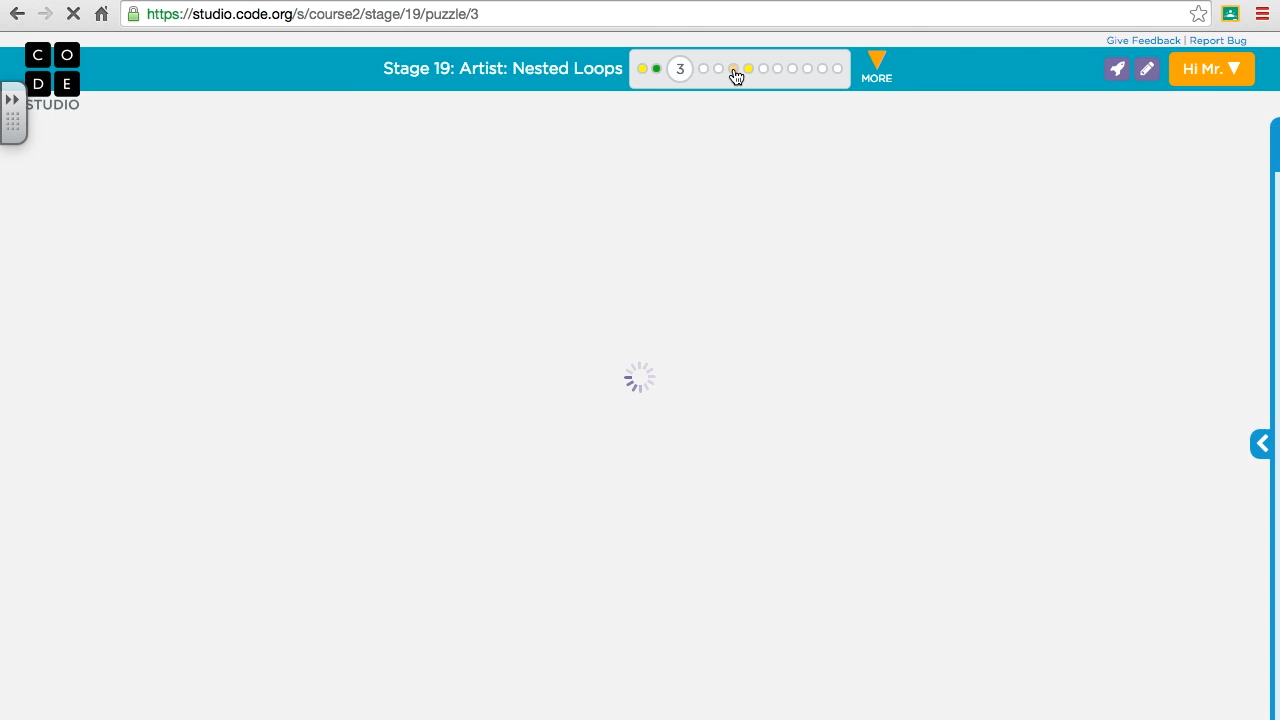 https://studio.code.org/s/course2/stage/19/puzzle/3
Give Feedback | Report Bug
C O
D E
STUDIO
Stage 19: Artist: Nested Loops
3
MORE
Hi Mr.